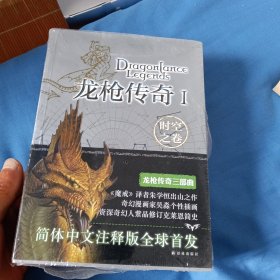 Dragonlance
Legends
龙枪传奇 I
时空
之卷
龙枪传奇三部曲
《魔戒》译者朱学恒出山之作
奇幻漫画家吴淼个性插画
资深奇幻人紫晶修订克莱恩简史
简体中文注释版全球首发